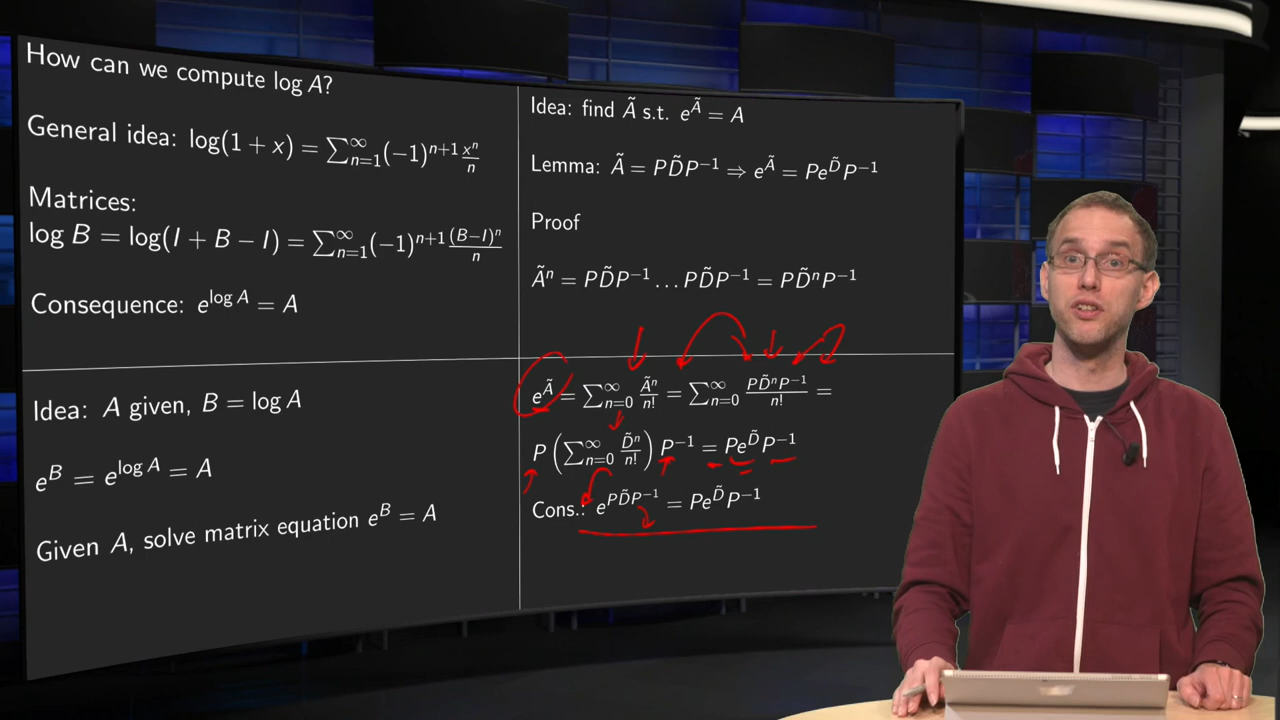 How can we compute log A?
General idea: log(1 + x) = ∑_{n=1}^{∞}(−1)^{n+1} x^n/n
Matrices:
log B = log(I + B − I) = ∑_{n=1}^{∞}(−1)^{n+1} (B−I)^n/n
Consequence: e^{log A} = A
Idea: A given, B = log A
e^B = e^{log A} = A
Given A, solve matrix equation e^B = A
Idea: find Ã s.t. e^Ã = A
Lemma: Ã = PD̃P^{−1} ⇒ e^Ã = Pe^D̃P^{−1}
Proof
Ã^n = PD̃P^{−1} … PD̃P^{−1} = PD̃^nP^{−1}
e^Ã = ∑_{n=0}^{∞} Ã^n/n! = ∑_{n=0}^{∞} PD̃^nP^{−1}/n! =
P(∑_{n=0}^{∞} D̃^n/n!)P^{−1} = Pe^D̃P^{−1}
Cons.: e^{PD̃P^{−1}} = Pe^D̃P^{−1}